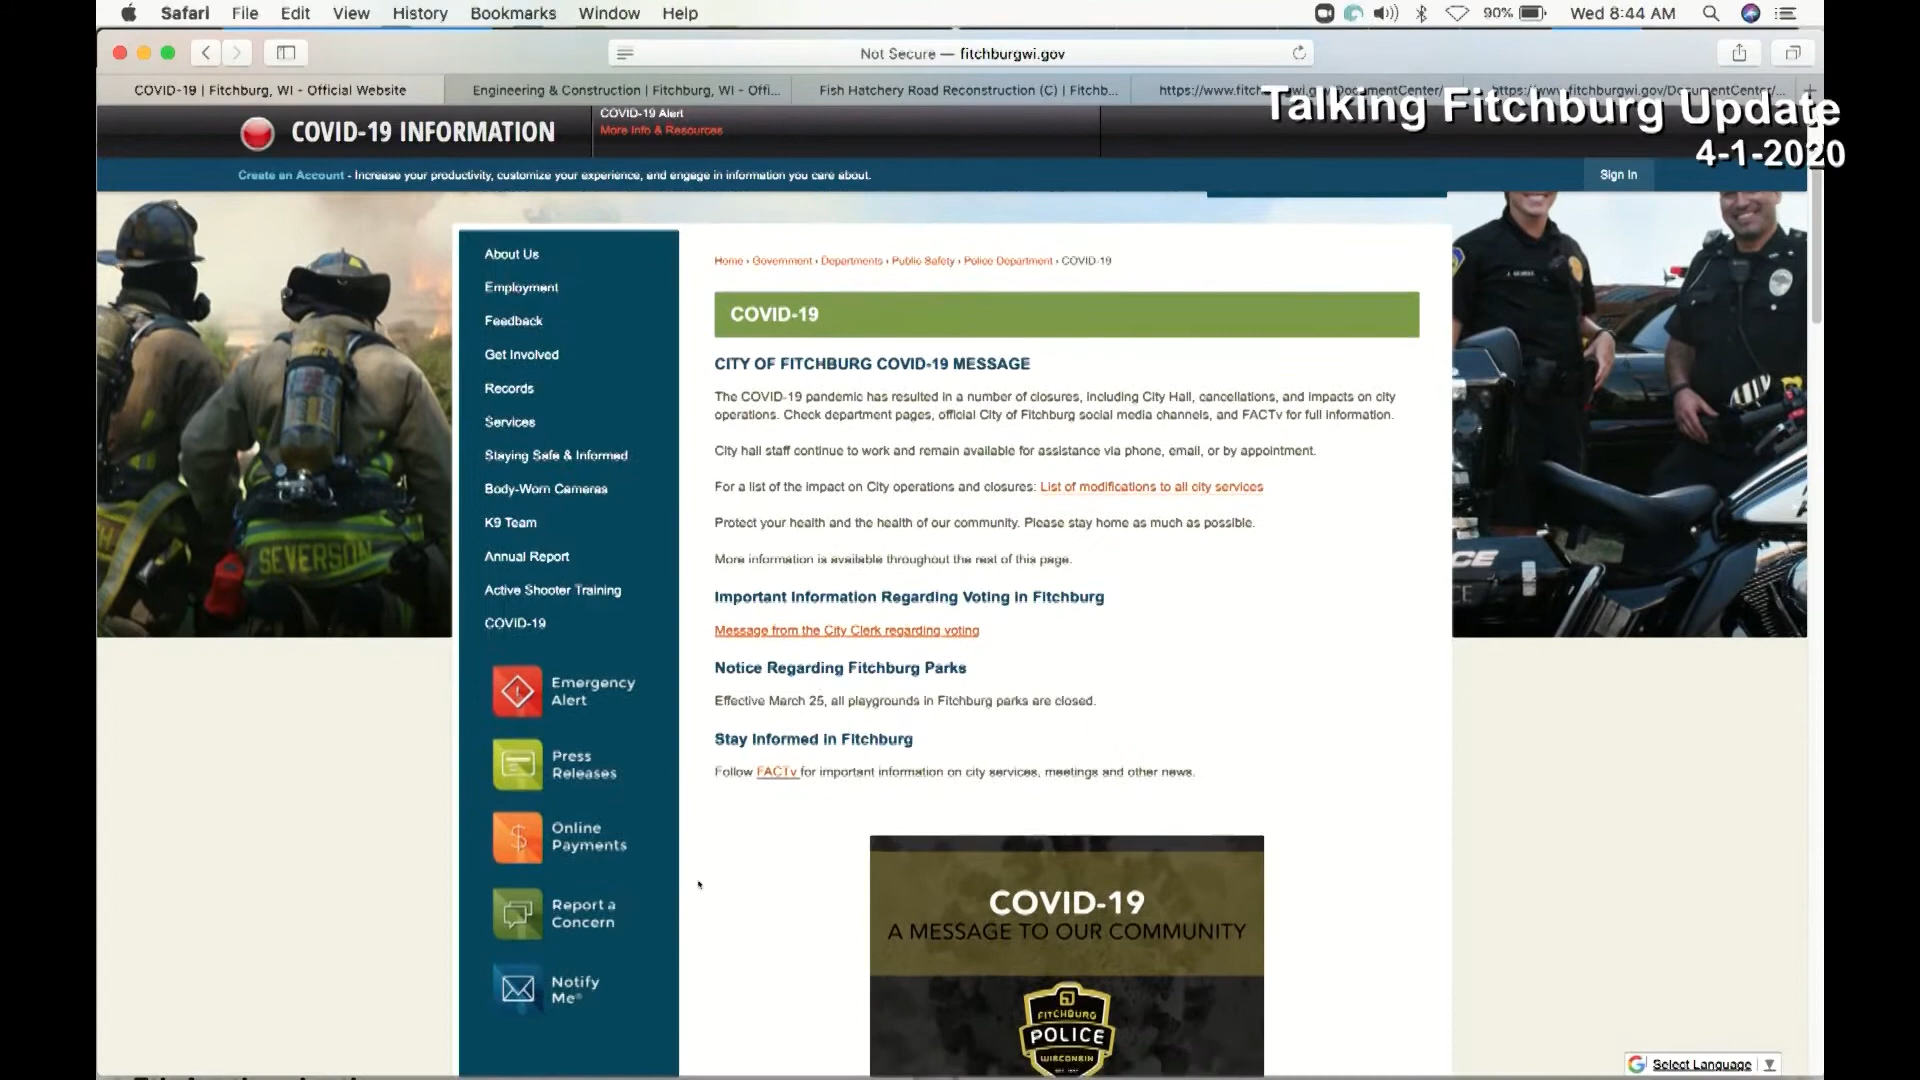 Safari File Edit View History Bookmarks Window Help 90% Wed 8:44 AM
Not Secure — fitchburgwi.gov
COVID-19 | Fitchburg, WI - Official Website
Engineering & Construction | Fitchburg, WI - Offi...
Fish Hatchery Road Reconstruction (C) | Fitchb...
Talking Fitchburg Update
4-1-2020
COVID-19 INFORMATION
COVID-19 Alert
More Info & Resources
Create an Account - Increase your productivity, customize your experience, and engage in information you care about.
Sign In
About Us
Employment
Feedback
Get Involved
Records
Services
Staying Safe & Informed
Body-Worn Cameras
K9 Team
Annual Report
Active Shooter Training
COVID-19
Emergency
Alert
Press
Releases
Online
Payments
Report a
Concern
Notify
Me®
Home › Government › Departments › Public Safety › Police Department › COVID-19
COVID-19
CITY OF FITCHBURG COVID-19 MESSAGE
The COVID-19 pandemic has resulted in a number of closures, including City Hall, cancellations, and impacts on city
operations. Check department pages, official City of Fitchburg social media channels, and FACTv for full information.
City hall staff continue to work and remain available for assistance via phone, email, or by appointment.
For a list of the impact on City operations and closures: List of modifications to all city services
Protect your health and the health of our community. Please stay home as much as possible.
More information is available throughout the rest of this page.
Important Information Regarding Voting in Fitchburg
Message from the City Clerk regarding voting
Notice Regarding Fitchburg Parks
Effective March 25, all playgrounds in Fitchburg parks are closed.
Stay Informed in Fitchburg
Follow FACTv for important information on city services, meetings and other news.
COVID-19
A MESSAGE TO OUR COMMUNITY
FITCHBURG
POLICE
WISCONSIN
SEVERSON
Select Language